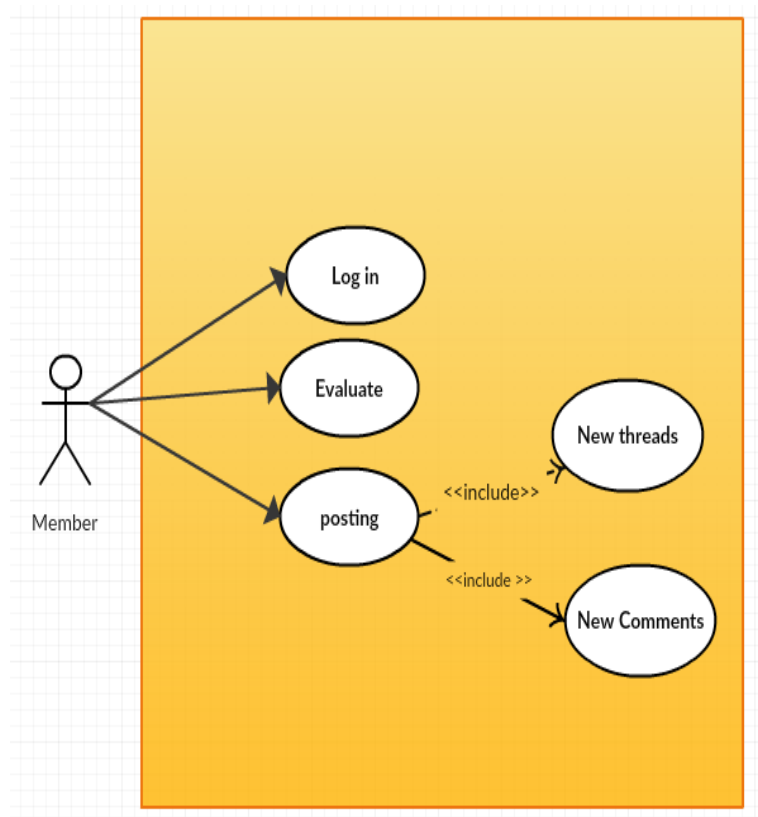 Log in
Evaluate
New threads
<<include>>
posting
Member
<<include >>
New Comments